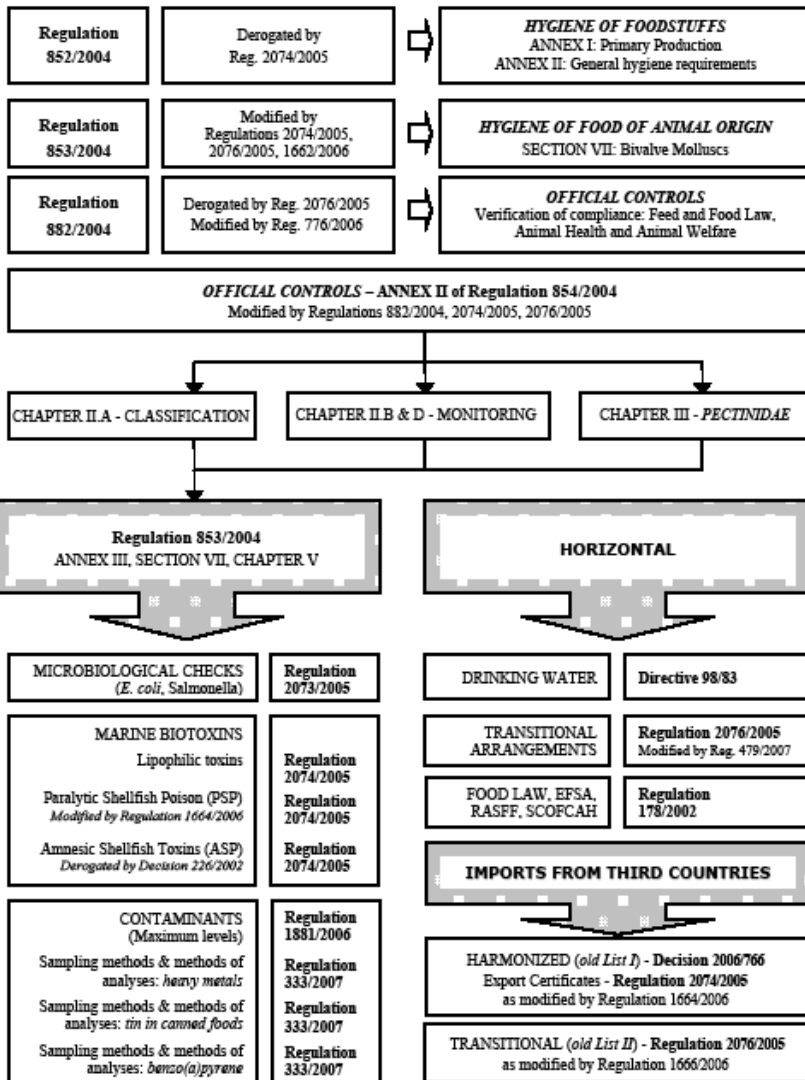 Regulation
852/2004
Derogated by
Reg. 2074/2005
HYGIENE OF FOODSTUFFS
ANNEX I: Primary Production
ANNEX II: General hygiene requirements
Regulation
853/2004
Modified by
Regulations 2074/2005,
2076/2005, 1662/2006
HYGIENE OF FOOD OF ANIMAL ORIGIN
SECTION VII: Bivalve Molluscs
Regulation
882/2004
Derogated by Reg. 2076/2005
Modified by Reg. 776/2006
OFFICIAL CONTROLS
Verification of compliance: Feed and Food Law,
Animal Health and Animal Welfare
OFFICIAL CONTROLS – ANNEX II of Regulation 854/2004
Modified by Regulations 882/2004, 2074/2005, 2076/2005
CHAPTER II.A - CLASSIFICATION
CHAPTER II.B & D - MONITORING
CHAPTER III - PECTINIDAE
Regulation 853/2004
ANNEX III, SECTION VII, CHAPTER V
MICROBIOLOGICAL CHECKS
(E. coli, Salmonella)
Regulation
2073/2005
MARINE BIOTOXINS
Lipophilic toxins
Regulation
2074/2005
Paralytic Shellfish Poison (PSP)
Modified by Regulation 1664/2006
Regulation
2074/2005
Amnesic Shellfish Toxins (ASP)
Derogated by Decision 226/2002
Regulation
2074/2005
CONTAMINANTS
(Maximum levels)
Regulation
1881/2006
Sampling methods & methods of
analyses: heavy metals
Regulation
333/2007
Sampling methods & methods of
analyses: tin in canned foods
Regulation
333/2007
Sampling methods & methods of
analyses: benzo(a)pyrene
Regulation
333/2007
HORIZONTAL
DRINKING WATER
Directive 98/83
TRANSITIONAL
ARRANGEMENTS
Regulation 2076/2005
Modified by Reg. 479/2007
FOOD LAW, EFSA,
RASFF, SCOFCAH
Regulation
178/2002
IMPORTS FROM THIRD COUNTRIES
HARMONIZED (old List I) - Decision 2006/766
Export Certificates - Regulation 2074/2005
as modified by Regulation 1664/2006
TRANSITIONAL (old List II) - Regulation 2076/2005
as modified by Regulation 1666/2006